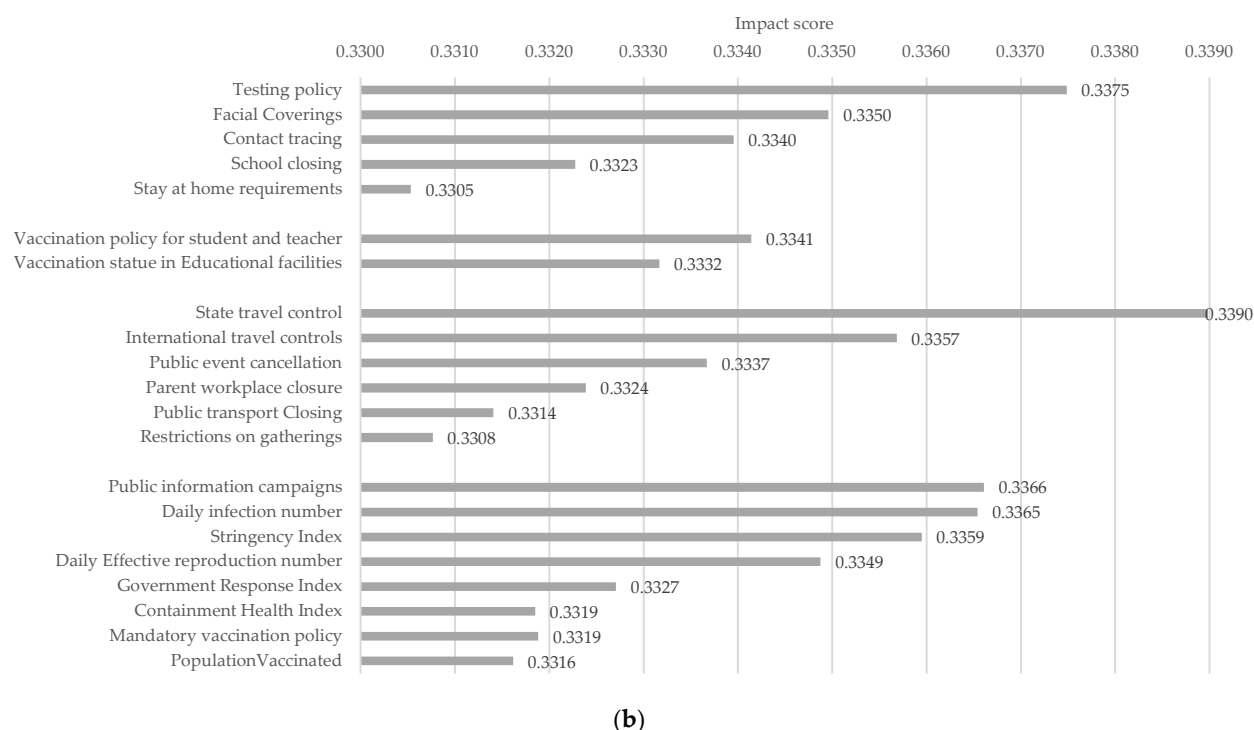 Impact score
0.3300 0.3310 0.3320 0.3330 0.3340 0.3350 0.3360 0.3370 0.3380 0.3390
Testing policy 0.3375
Facial Coverings 0.3350
Contact tracing 0.3340
School closing 0.3323
Stay at home requirements 0.3305
Vaccination policy for student and teacher 0.3341
Vaccination statue in Educational facilities 0.3332
State travel control 0.3390
International travel controls 0.3357
Public event cancellation 0.3337
Parent workplace closure 0.3324
Public transport Closing 0.3314
Restrictions on gatherings 0.3308
Public information campaigns 0.3366
Daily infection number 0.3365
Stringency Index 0.3359
Daily Effective reproduction number 0.3349
Government Response Index 0.3327
Containment Health Index 0.3319
Mandatory vaccination policy 0.3319
PopulationVaccinated 0.3316
(b)